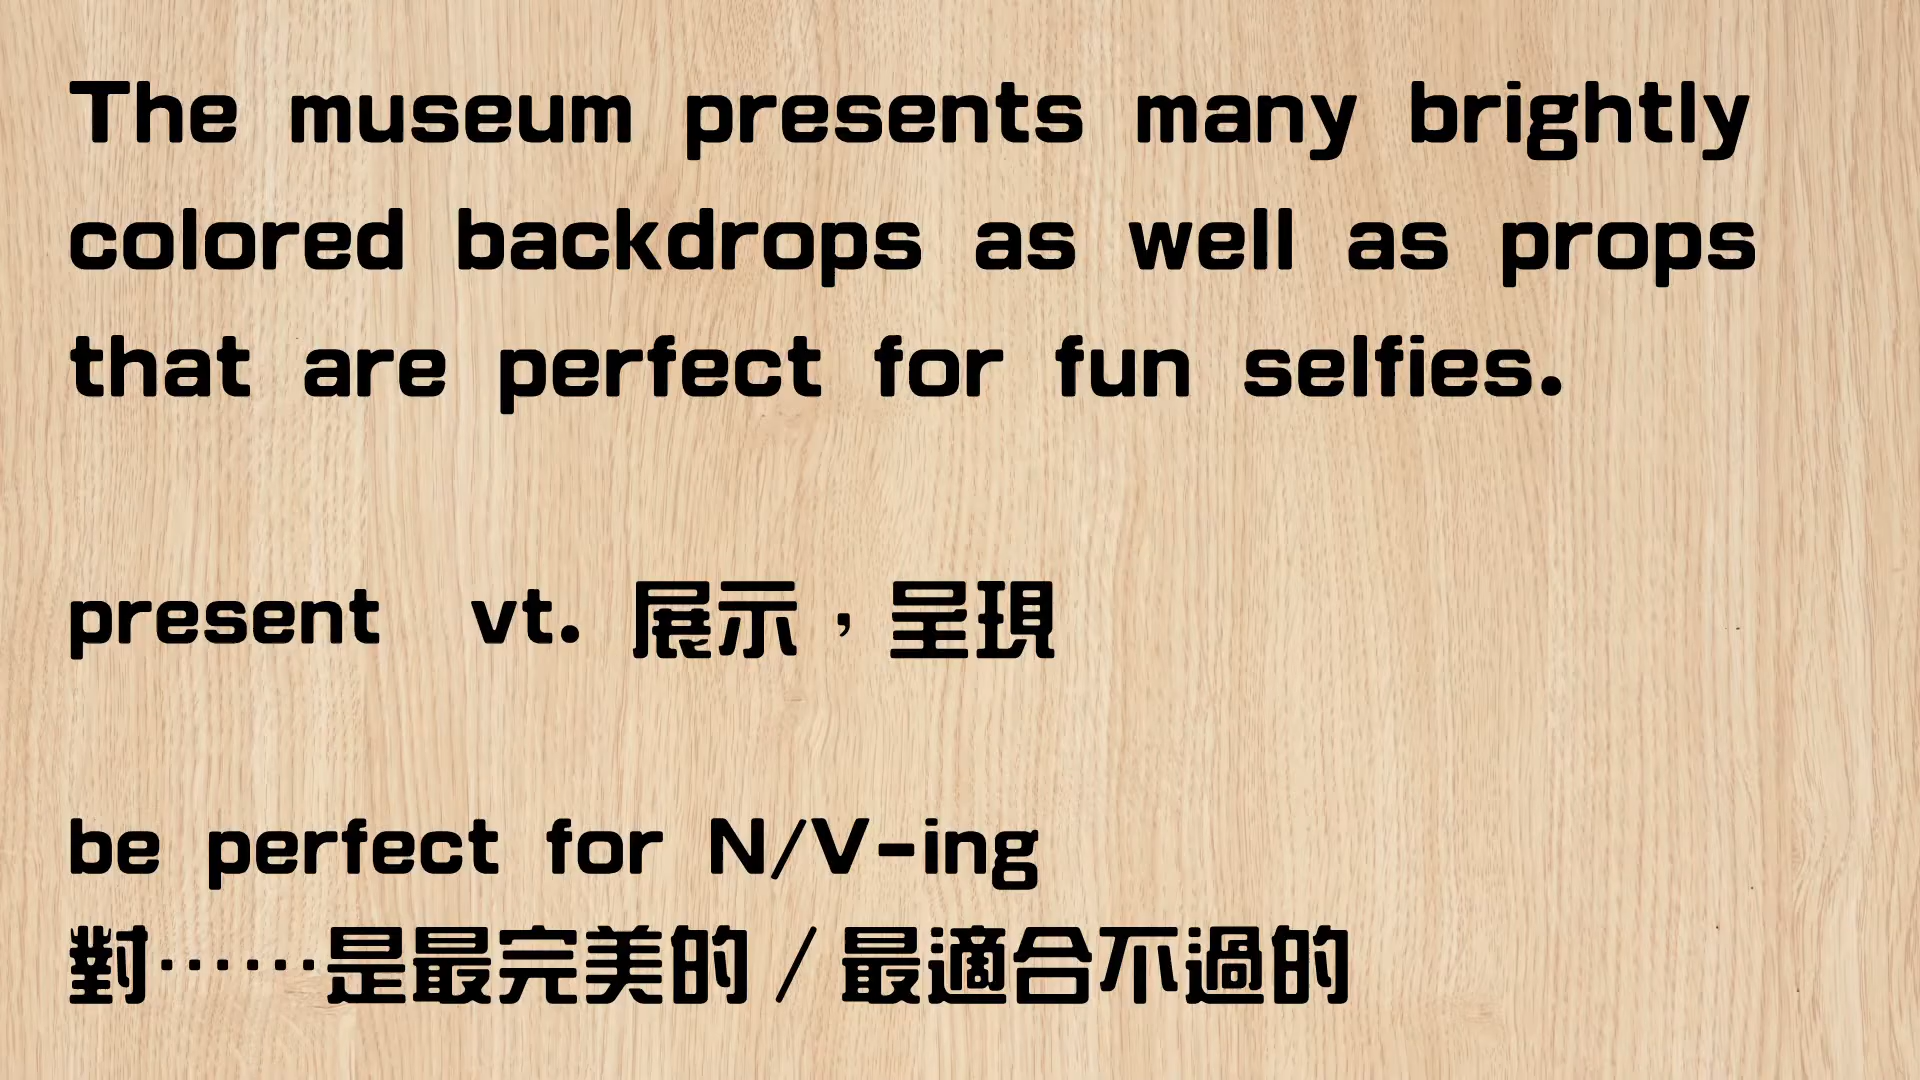 The museum presents many brightly
colored backdrops as well as props
that are perfect for fun selfies.
present vt. 展示，呈現
be perfect for N/V-ing
對……是最完美的／最適合不過的